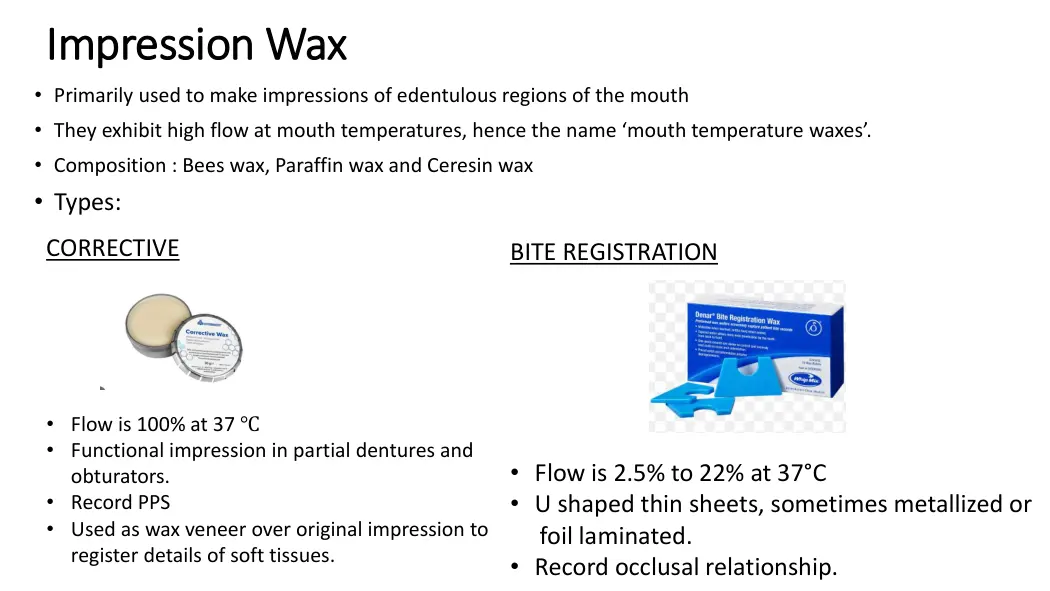 Impression Wax
• Primarily used to make impressions of edentulous regions of the mouth
• They exhibit high flow at mouth temperatures, hence the name ‘mouth temperature waxes’.
• Composition : Bees wax, Paraffin wax and Ceresin wax
• Types:
CORRECTIVE
Corrective Wax
• Flow is 100% at 37 ℃
• Functional impression in partial dentures and
obturators.
• Record PPS
• Used as wax veneer over original impression to
register details of soft tissues.
BITE REGISTRATION
Denar® Bite Registration Wax
Whip Mix
• Flow is 2.5% to 22% at 37°C
• U shaped thin sheets, sometimes metallized or
foil laminated.
• Record occlusal relationship.